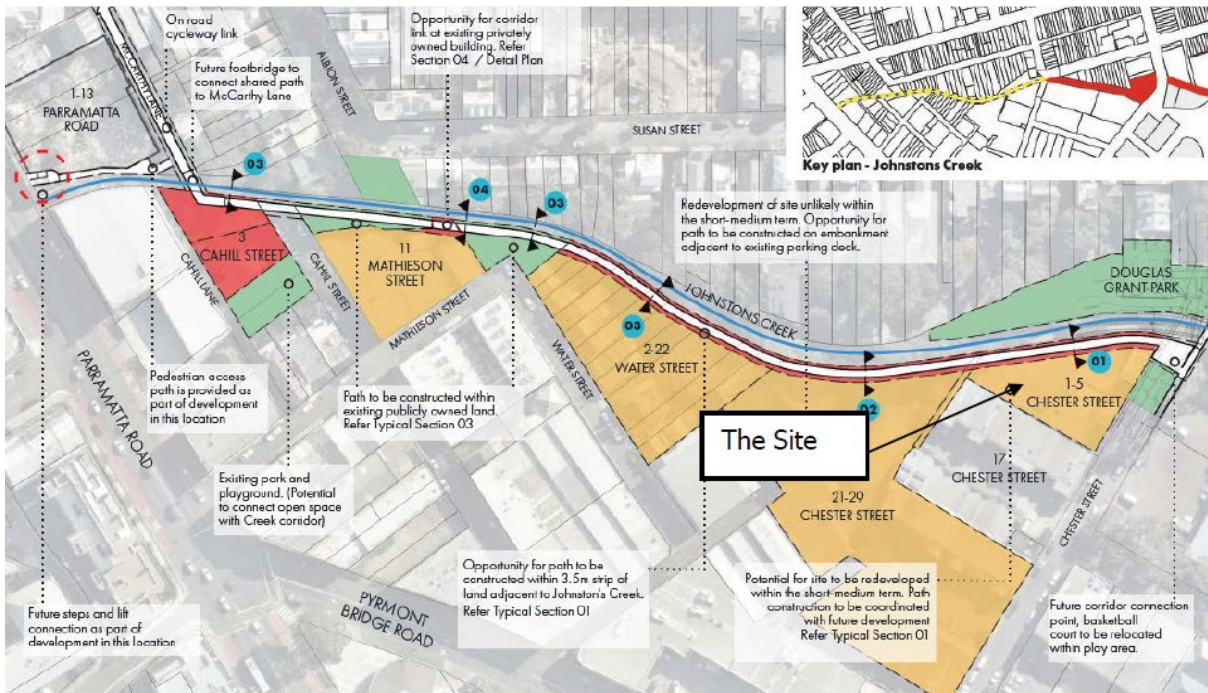 On road
cycleway link
Opportunity for corridor
link at existing privately
owned building. Refer
Section 04 / Detail Plan
Future footbridge to
connect shared path
to McCarthy Lane
1-13
PARRAMATTA
ROAD
MCCARTHY LANE
ALBION STREET
SUSAN STREET
Key plan - Johnstons Creek
03
04
03
Redevelopment of site unlikely within
the short-medium term. Opportunity for
path to be constructed on embankment
adjacent to existing parking deck.
3
CAHILL STREET
CAHILL LANE
CAHILL STREET
11
MATHIESON
STREET
MATHIESON STREET
DOUGLAS
GRANT PARK
JOHNSTONS CREEK
03
2-22
WATER STREET
WATER STREET
01
1-5
CHESTER STREET
02
PARRAMATTA ROAD
Pedestrian access
path is provided as
part of development
in this location
Path to be constructed within
existing publicly owned land.
Refer Typical Section 03
The Site
17
CHESTER STREET
CHESTER STREET
Existing park and
playground. (Potential
to connect open space
with Creek corridor)
21-29
CHESTER STREET
Opportunity for path to be
constructed within 3.5m strip of
land adjacent to Johnston's Creek.
Refer Typical Section 01
Potential for site to be redeveloped
within the short-medium term. Path
construction to be coordinated
with future development
Refer Typical Section 01
Future steps and lift
connection as part of
development in this location
PYRMONT
BRIDGE ROAD
Future corridor connection
point, basketball
court to be relocated
within play area.